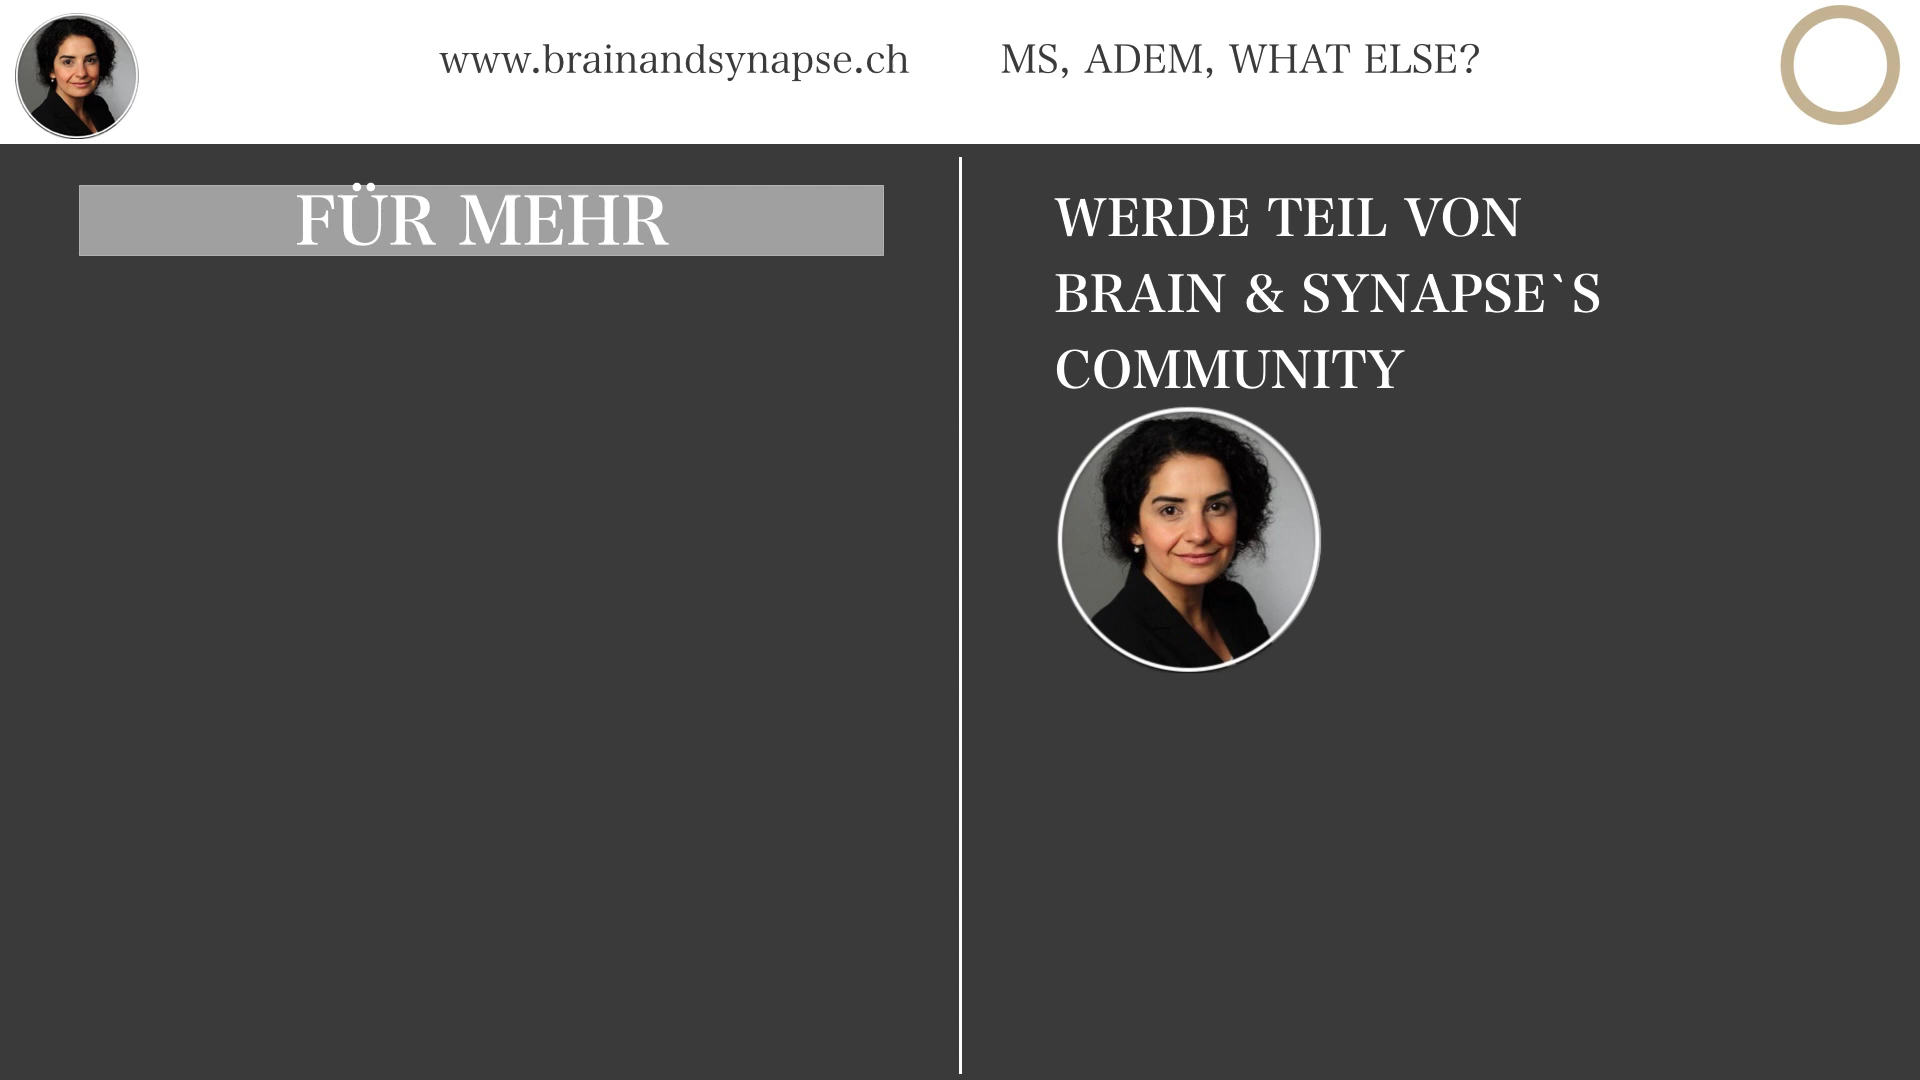 www.brainandsynapse.ch MS, ADEM, WHAT ELSE?
FÜR MEHR
WERDE TEIL VON
BRAIN & SYNAPSE`S
COMMUNITY